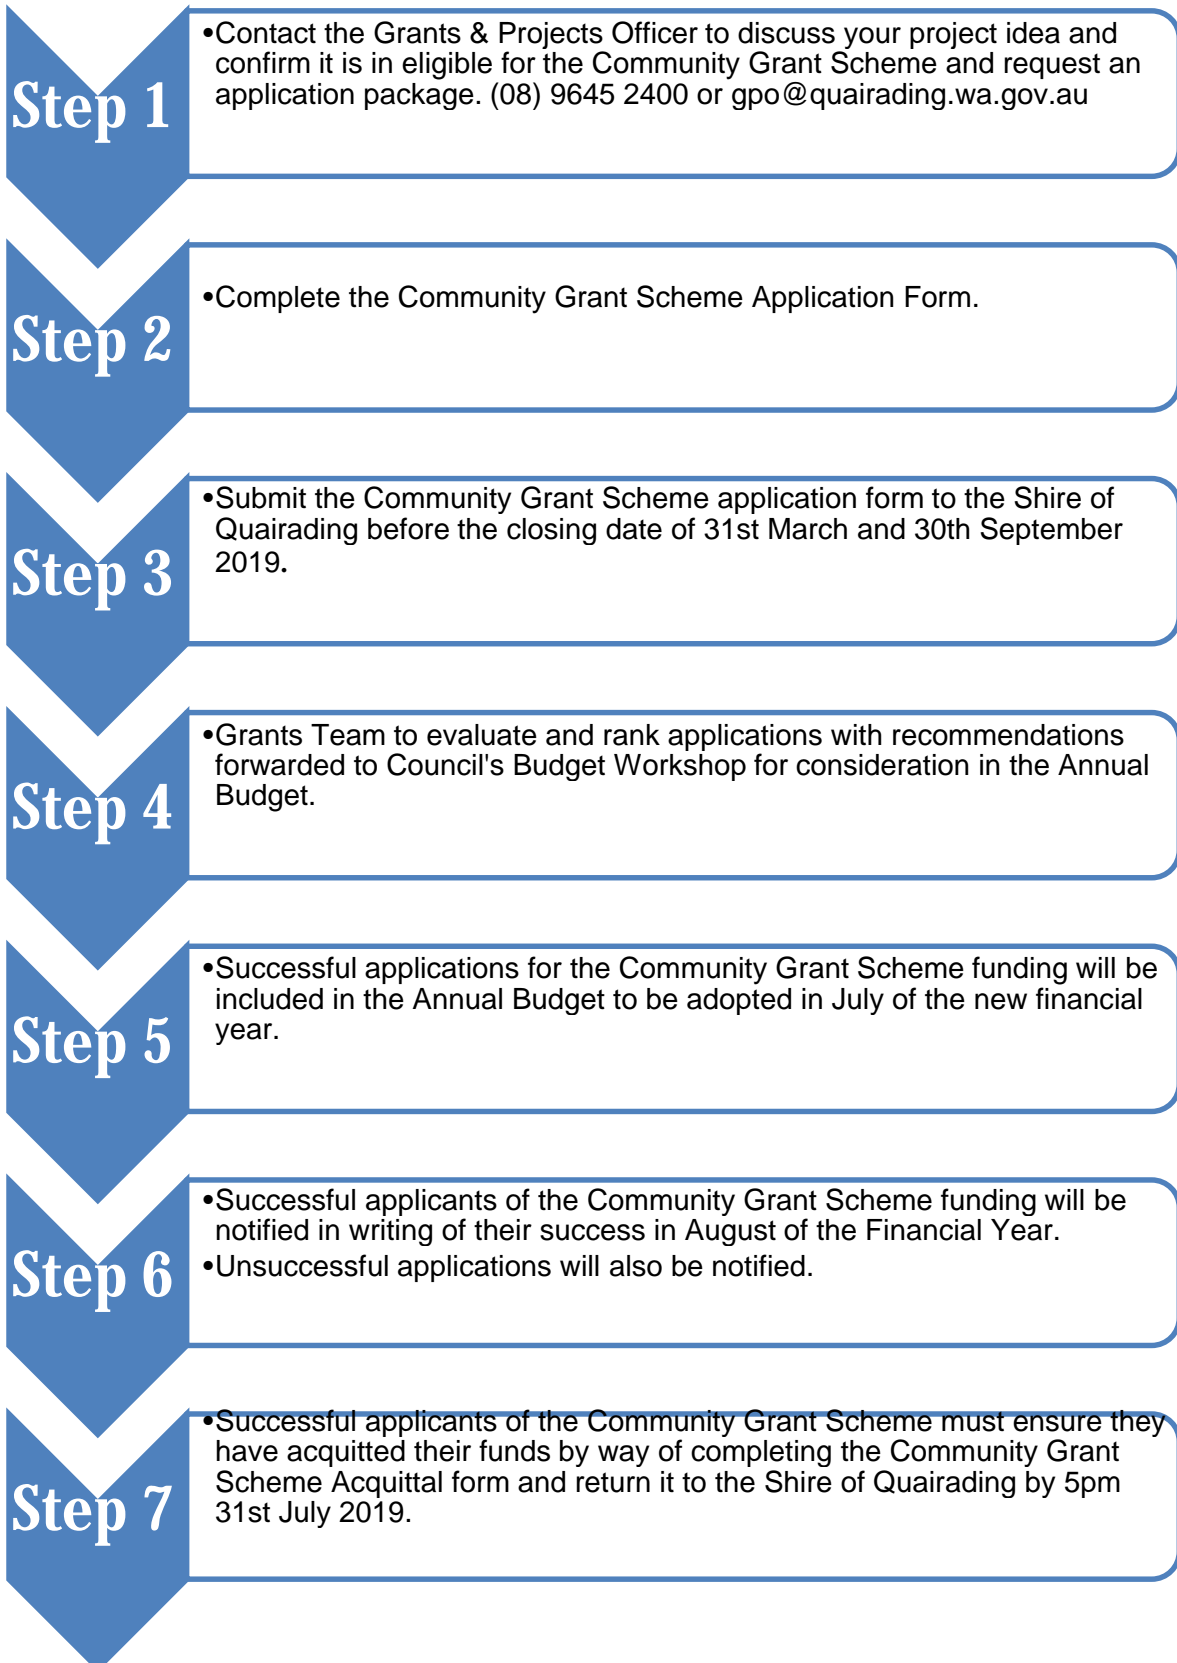 Step 1
•Contact the Grants & Projects Officer to discuss your project idea and
confirm it is in eligible for the Community Grant Scheme and request an
application package. (08) 9645 2400 or gpo@quairading.wa.gov.au
Step 2
•Complete the Community Grant Scheme Application Form.
Step 3
•Submit the Community Grant Scheme application form to the Shire of
Quairading before the closing date of 31st March and 30th September
2019.
Step 4
•Grants Team to evaluate and rank applications with recommendations
forwarded to Council's Budget Workshop for consideration in the Annual
Budget.
Step 5
•Successful applications for the Community Grant Scheme funding will be
included in the Annual Budget to be adopted in July of the new financial
year.
Step 6
•Successful applicants of the Community Grant Scheme funding will be
notified in writing of their success in August of the Financial Year.
•Unsuccessful applications will also be notified.
Step 7
•Successful applicants of the Community Grant Scheme must ensure they
have acquitted their funds by way of completing the Community Grant
Scheme Acquittal form and return it to the Shire of Quairading by 5pm
31st July 2019.